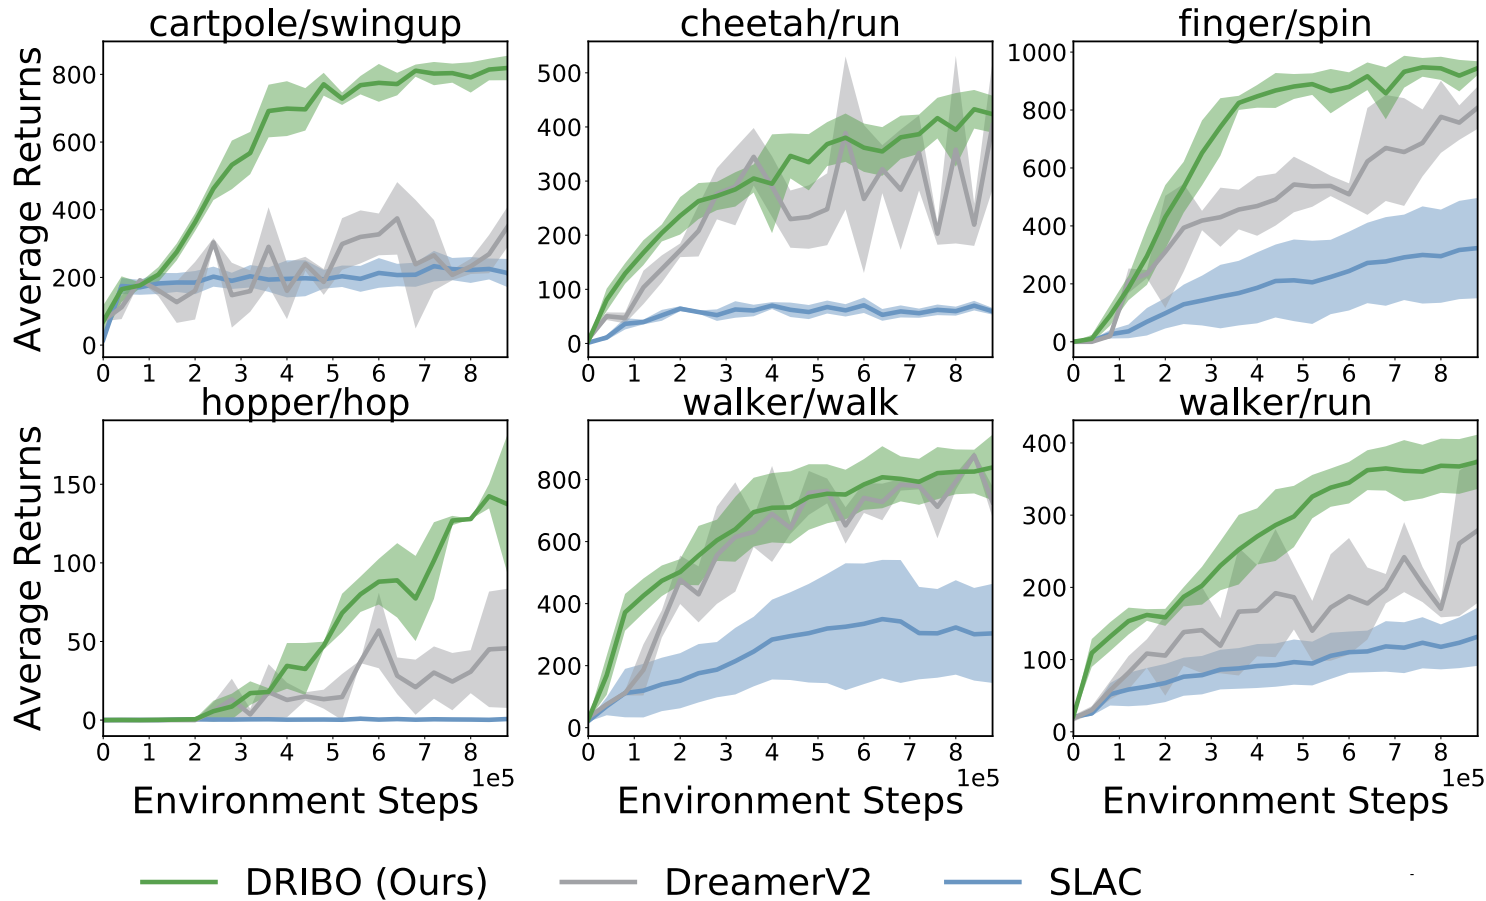 cartpole/swingup cheetah/run finger/spin
Average Returns
0 200 400 600 800
0 1 2 3 4 5 6 7 8
0 100 200 300 400 500
0 1 2 3 4 5 6 7 8
0 200 400 600 800 1000
0 1 2 3 4 5 6 7 8
hopper/hop walker/walk walker/run
Average Returns
0 50 100 150
0 1 2 3 4 5 6 7 8
1e5
Environment Steps
0 200 400 600 800
0 1 2 3 4 5 6 7 8
1e5
Environment Steps
0 100 200 300 400
0 1 2 3 4 5 6 7 8
1e5
Environment Steps
DRIBO (Ours) DreamerV2 SLAC